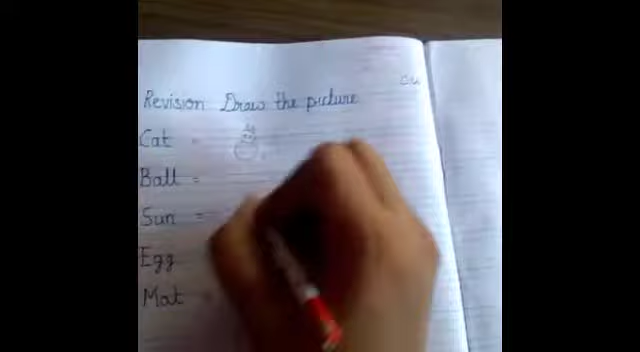 Revision Draw the picture
Cat =
Ball =
Sun =
Egg
Mat =